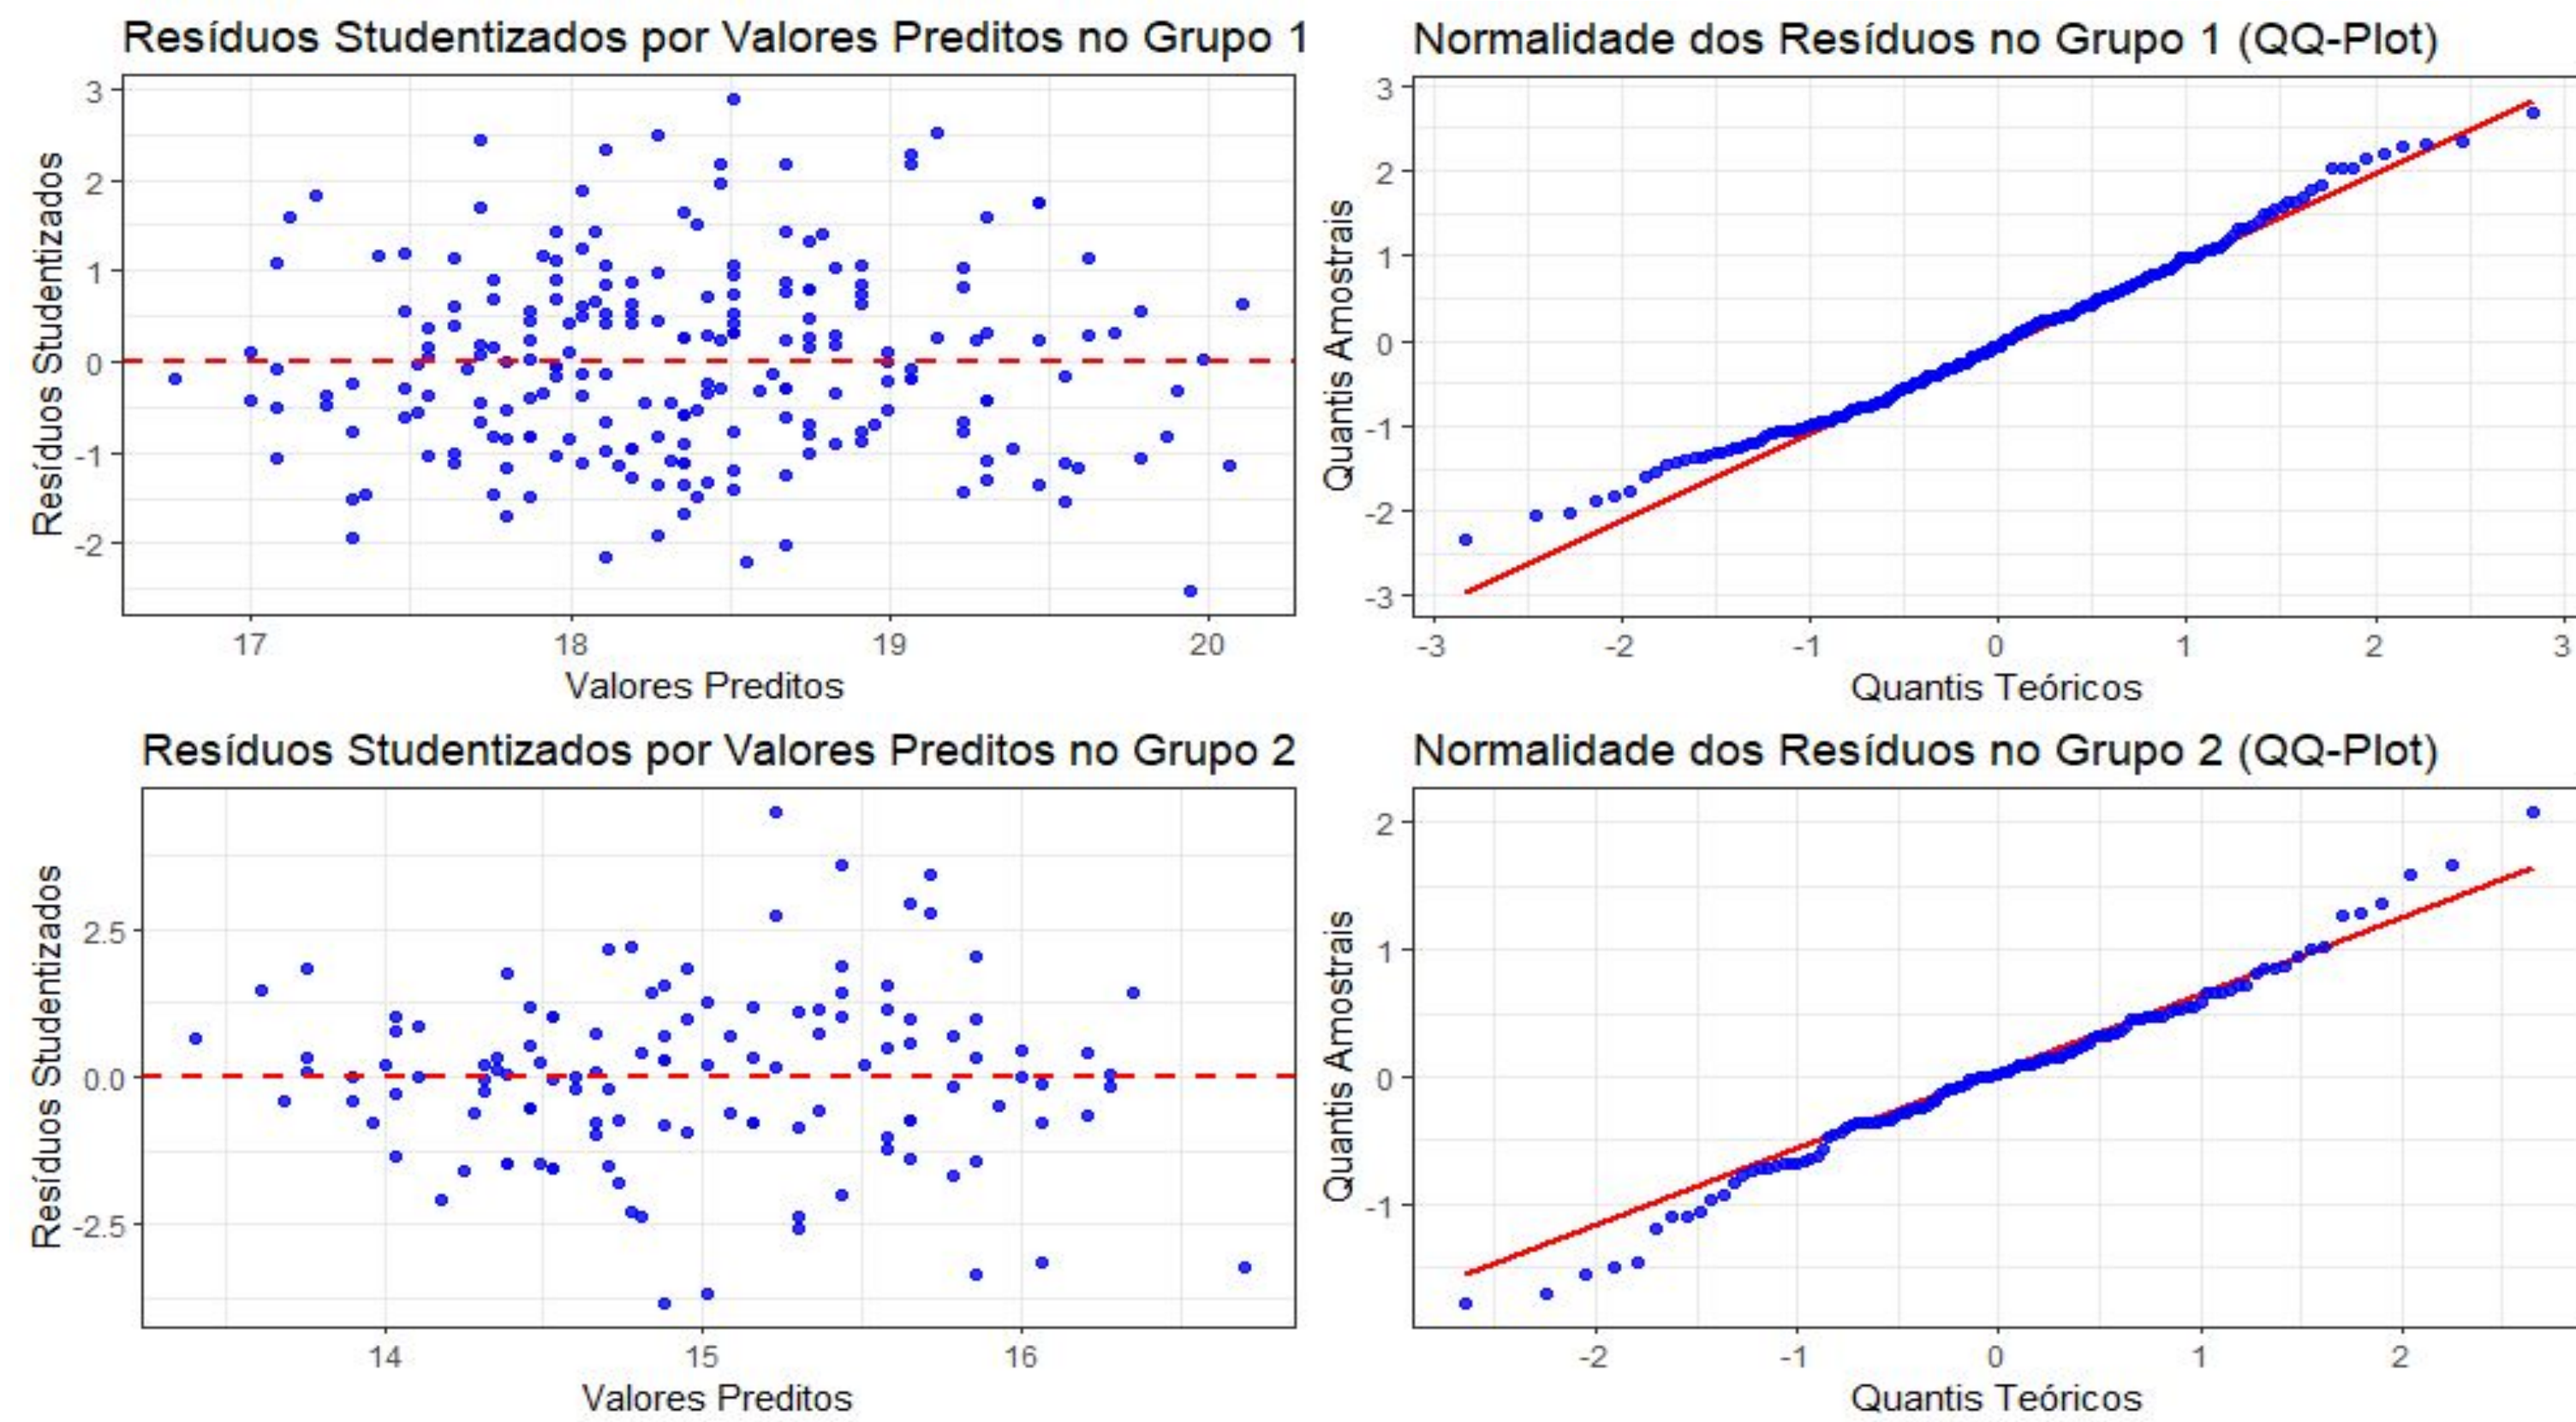 Resíduos Studentizados por Valores Preditos no Grupo 1
Resíduos Studentizados
3
2
1
0
-1
-2
17 18 19 20
Valores Preditos
Normalidade dos Resíduos no Grupo 1 (QQ-Plot)
Quantis Amostrais
3
2
1
0
-1
-2
-3
-3 -2 -1 0 1 2 3
Quantis Teóricos
Resíduos Studentizados por Valores Preditos no Grupo 2
Resíduos Studentizados
2.5
0.0
-2.5
14 15 16
Valores Preditos
Normalidade dos Resíduos no Grupo 2 (QQ-Plot)
Quantis Amostrais
2
1
0
-1
-2 -1 0 1 2
Quantis Teóricos